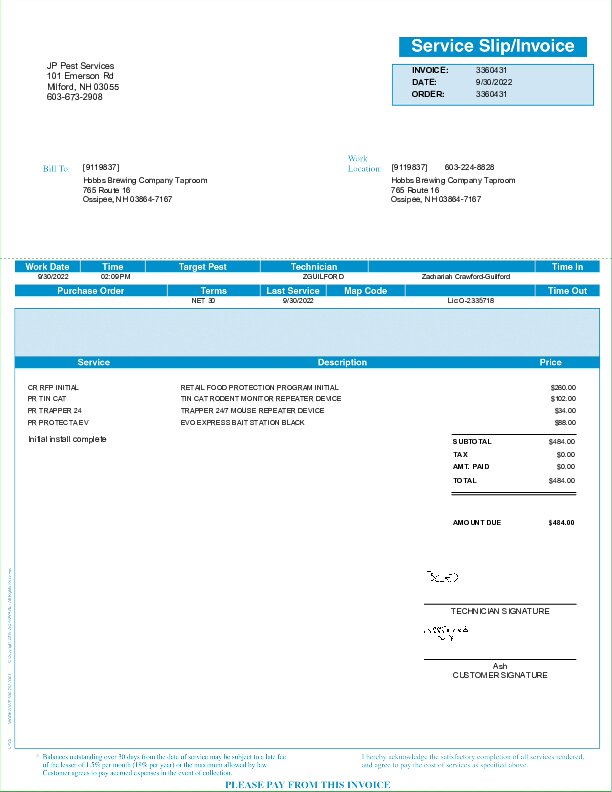 Service Slip/Invoice
JP Pest Services
101 Emerson Rd
Milford, NH 03055
603-673-2908
INVOICE: 3360431
DATE: 9/30/2022
ORDER: 3360431
Bill To: [9119837]
Hobbs Brewing Company Taproom
765 Route 16
Ossipee, NH 03864-7167
Work
Location: [9119837] 603-224-8828
Hobbs Brewing Company Taproom
765 Route 16
Ossipee, NH 03864-7167
Work Date Time Target Pest Technician Time In
9/30/2022 02:09 PM ZGUILFORD Zachariah Crawford-Guilford
Purchase Order Terms Last Service Map Code Time Out
NET 30 9/30/2022 Lic:O-2335718
Service Description Price
CR RFP INITIAL RETAIL FOOD PROTECTION PROGRAM INITIAL $260.00
PR TIN CAT TIN CAT RODENT MONITOR REPEATER DEVICE $102.00
PR TRAPPER 24 TRAPPER 24/7 MOUSE REPEATER DEVICE $34.00
PR PROTECTA EV EVO EXPRESS BAIT STATION BLACK $88.00
Initial install complete
SUBTOTAL $484.00
TAX $0.00
AMT. PAID $0.00
TOTAL $484.00
AMOUNT DUE $484.00
TECHNICIAN SIGNATURE
Ash
CUSTOMER SIGNATURE
* Balances outstanding over 30 days from the date of service may be subject to a late fee
of the lesser of 1.5% per month (18% per year) or the maximum allowed by law.
Customer agrees to pay accrued expenses in the event of collection.
I hereby acknowledge the satisfactory completion of all services rendered,
and agree to pay the cost of services as specified above.
PLEASE PAY FROM THIS INVOICE